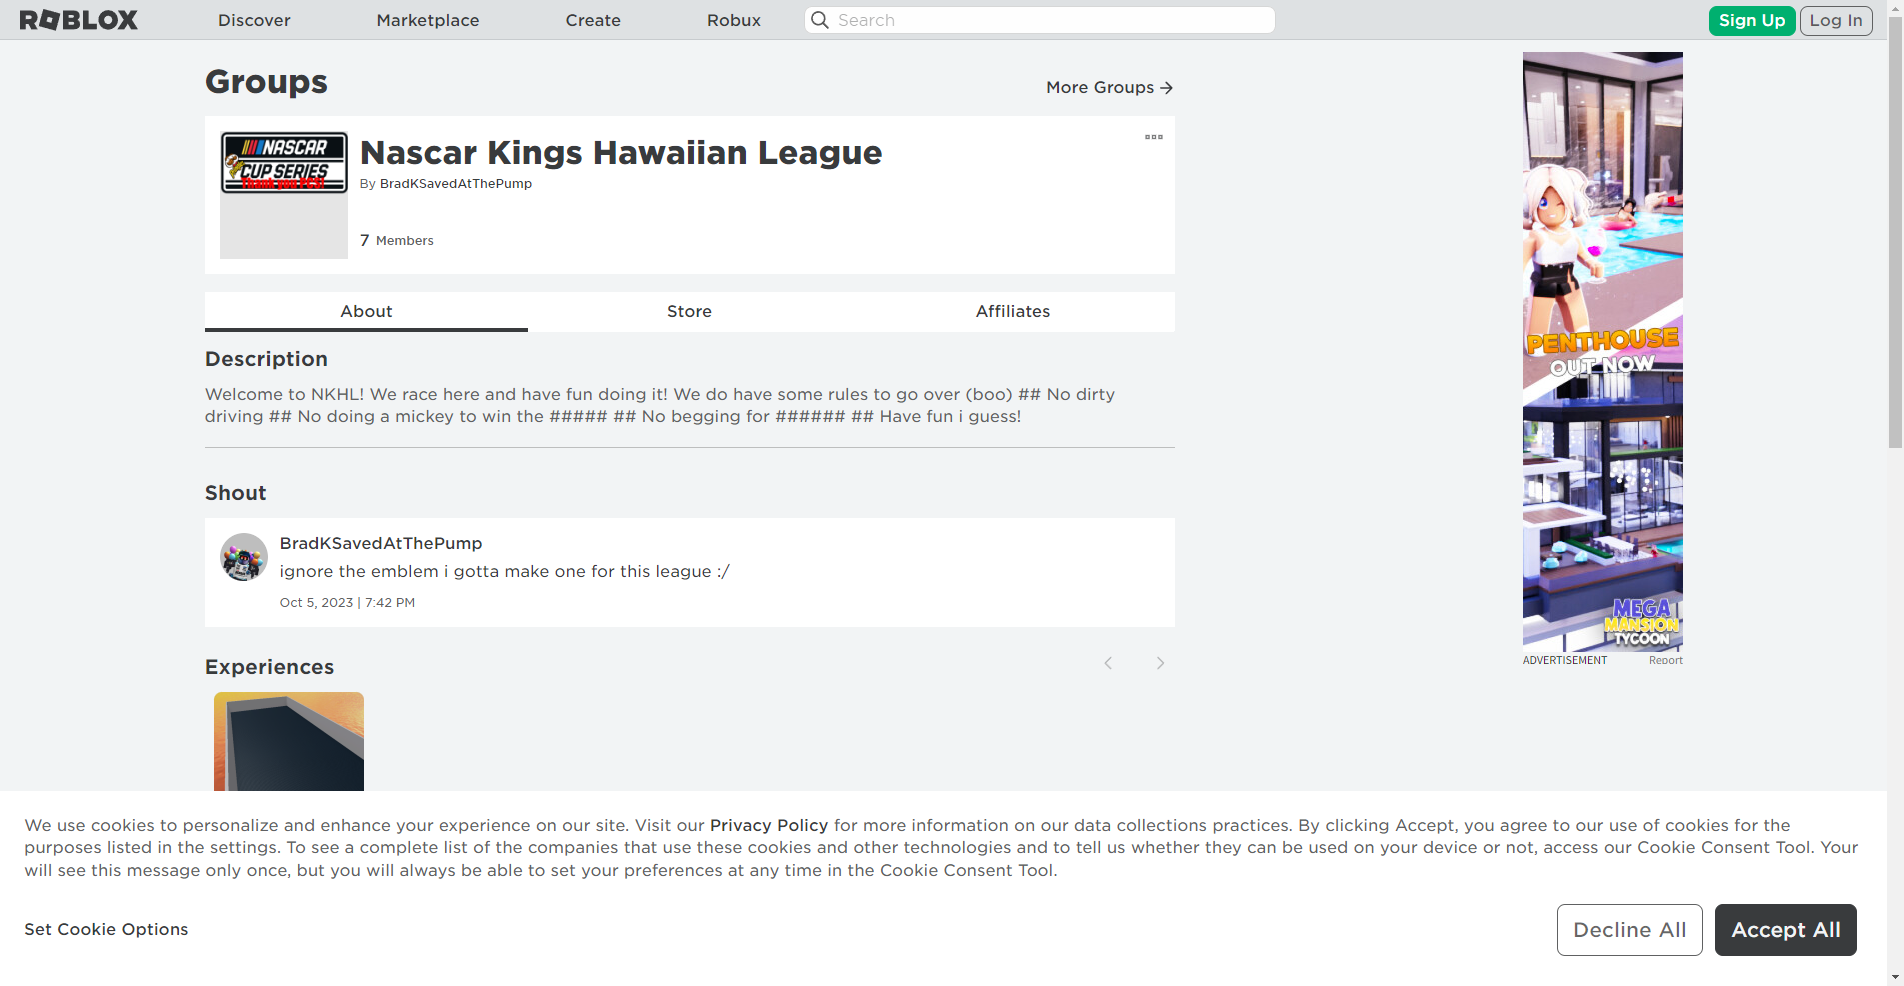 ROBLOX Discover Marketplace Create Robux Search Sign Up Log In
Groups
More Groups →
NASCAR
CUP SERIES
Thank you PCS!
Nascar Kings Hawaiian League
By BradKSavedAtThePump
7 Members
About Store Affiliates
Description
Welcome to NKHL! We race here and have fun doing it! We do have some rules to go over (boo) ## No dirty
driving ## No doing a mickey to win the ##### ## No begging for ###### ## Have fun i guess!
Shout
BradKSavedAtThePump
ignore the emblem i gotta make one for this league :/
Oct 5, 2023 | 7:42 PM
Experiences
PENTHOUSE
OUT NOW
MEGA
MANSION
TYCOON
ADVERTISEMENT Report
We use cookies to personalize and enhance your experience on our site. Visit our Privacy Policy for more information on our data collections practices. By clicking Accept, you agree to our use of cookies for the
purposes listed in the settings. To see a complete list of the companies that use these cookies and other technologies and to tell us whether they can be used on your device or not, access our Cookie Consent Tool. Your
will see this message only once, but you will always be able to set your preferences at any time in the Cookie Consent Tool.
Set Cookie Options
Decline All Accept All